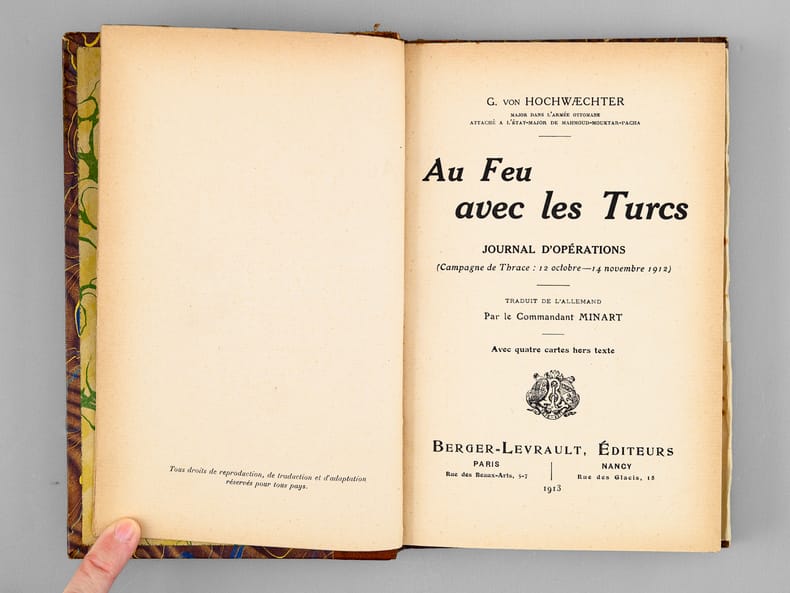 Tous droits de reproduction, de traduction et d'adaptation
réservés pour tous pays.
G. von HOCHWÆCHTER
MAJOR DANS L'ARMÉE OTTOMANE
ATTACHÉ A L'ÉTAT-MAJOR DE MAHMOUD-MOUKTAR-PACHA
Au Feu
avec les Turcs
JOURNAL D'OPÉRATIONS
(Campagne de Thrace : 12 octobre—14 novembre 1912)
TRADUIT DE L'ALLEMAND
Par le Commandant MINART
Avec quatre cartes hors texte
BERGER-LEVRAULT, ÉDITEURS
PARIS
Rue des Beaux-Arts, 5-7
NANCY
Rue des Glacis, 18
1913